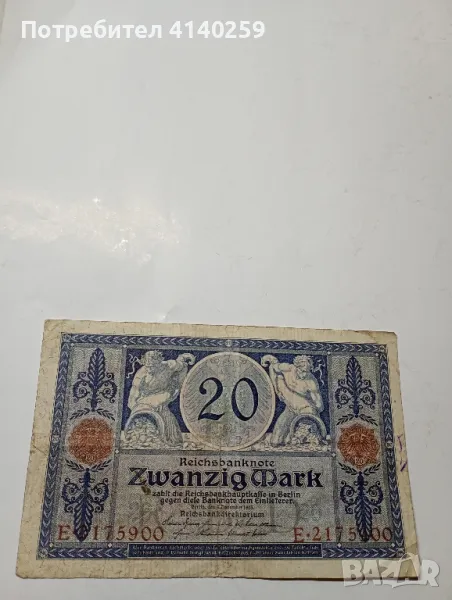 Потребител 4140259
20
Reichsbanknote
Zwanzig Mark
zahlt die Reichsbankhauptkasse in Berlin
gegen diese Banknote dem Einlieferer
Reichsbankdirektorium
E·2175900 E·2175900
BAZAR